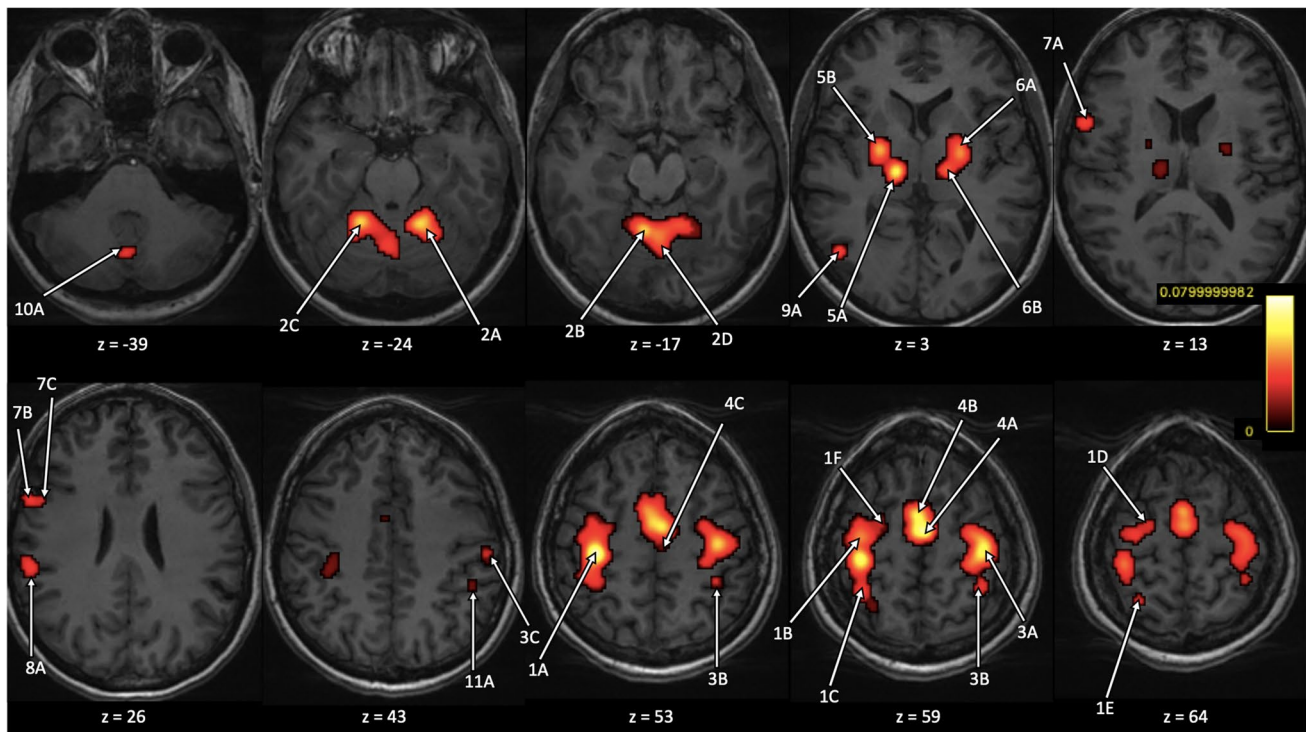 7A
5B
6A
0.0799999982
10A
2C
2A
2B
2D
9A
5A
6B
0
z = -39
z = -24
z = -17
z = 3
z = 13
7C
7B
4C
4B
4A
1F
1D
8A
11A
3C
1A
3B
1B
1C
3B
3A
1E
z = 26
z = 43
z = 53
z = 59
z = 64